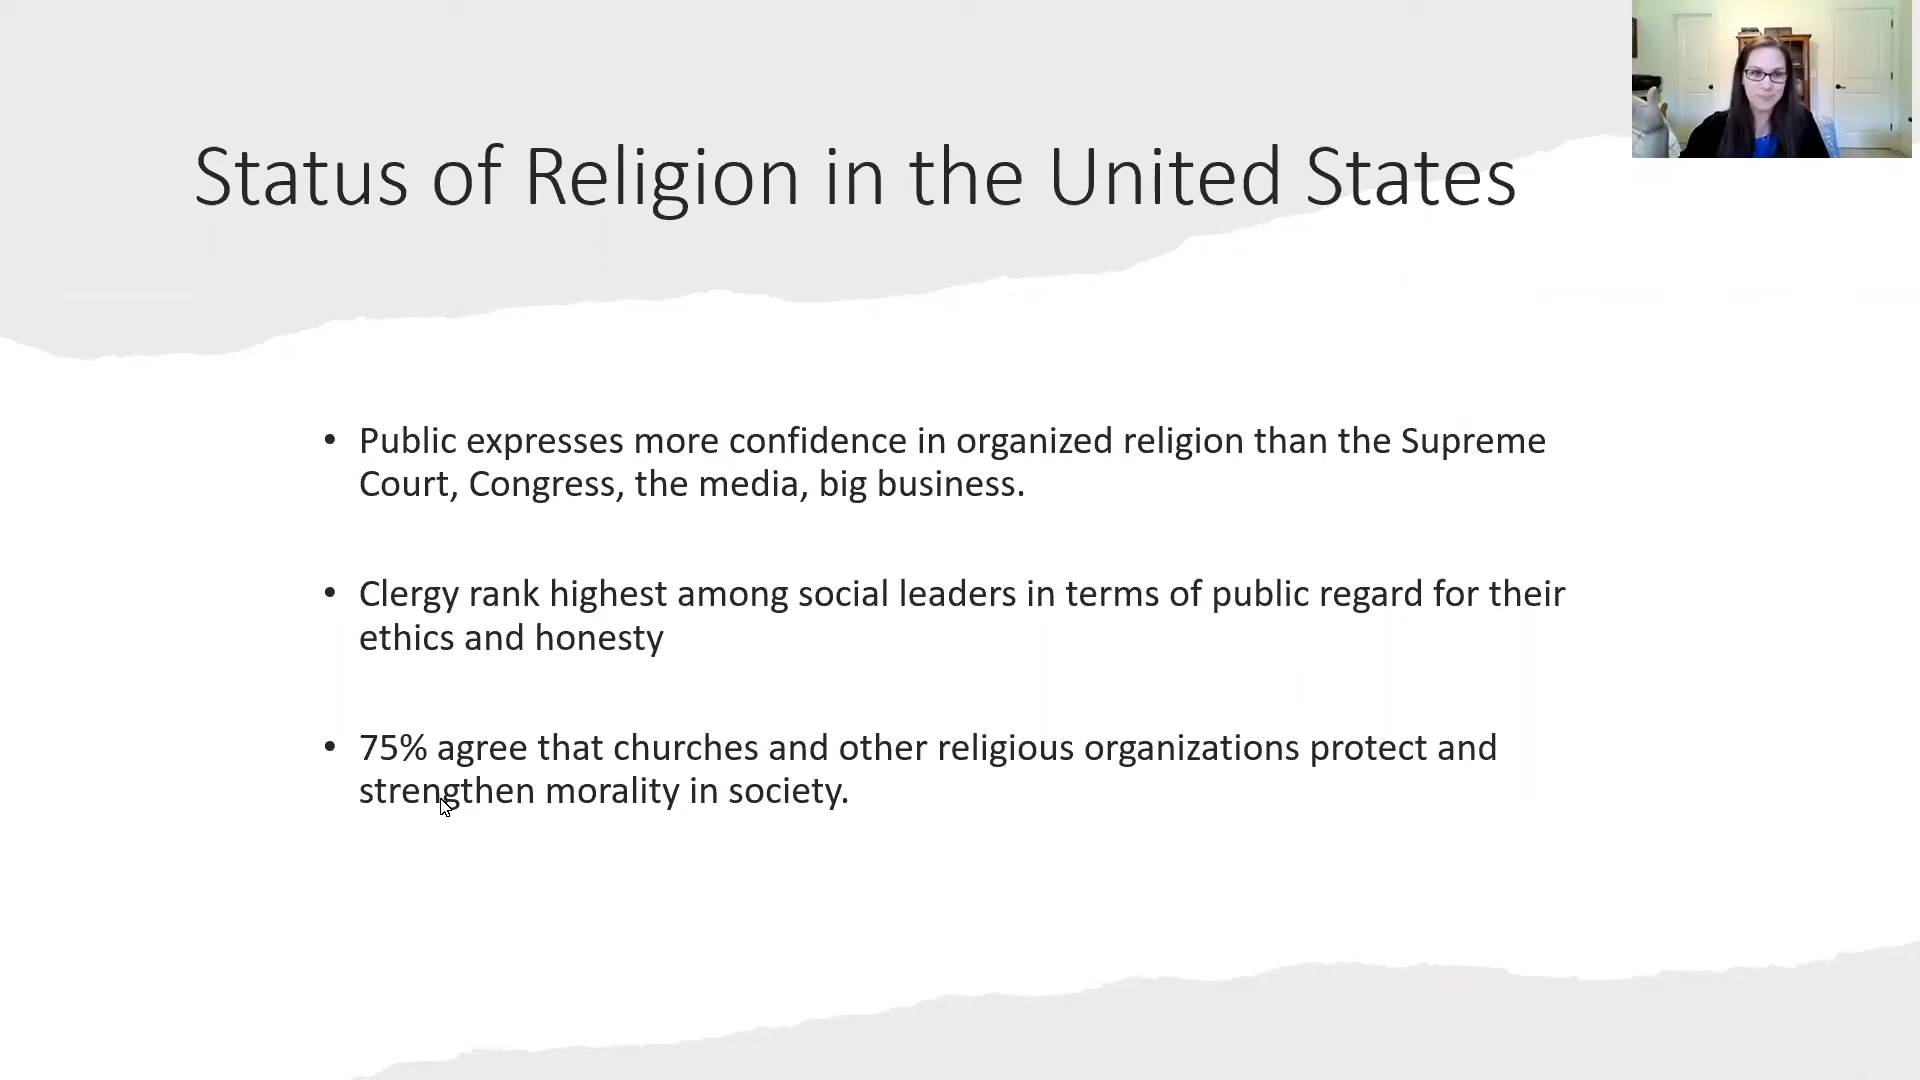 Status of Religion in the United States
• Public expresses more confidence in organized religion than the Supreme
Court, Congress, the media, big business.
• Clergy rank highest among social leaders in terms of public regard for their
ethics and honesty
• 75% agree that churches and other religious organizations protect and
strengthen morality in society.